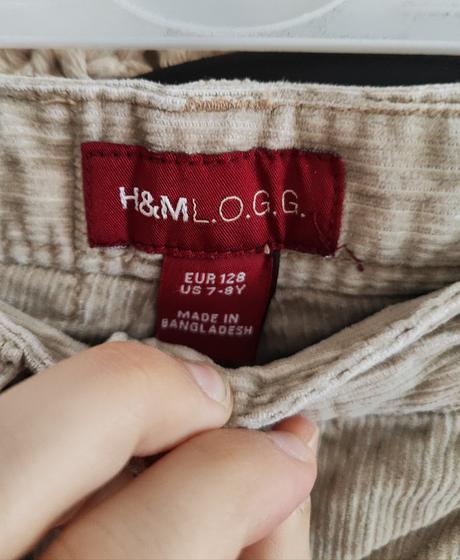 H&M L.O.G.G.
EUR 128
US 7-8Y
MADE IN
BANGLADESH